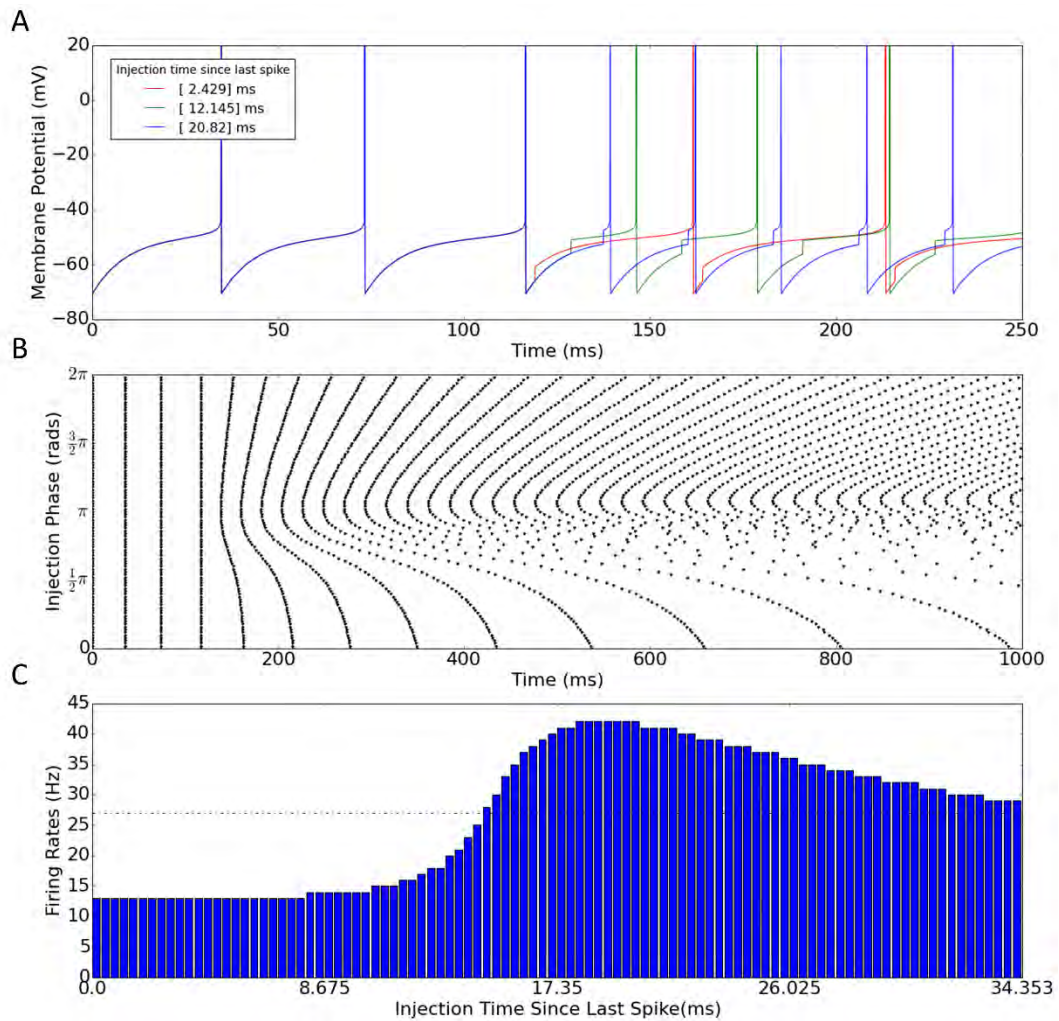 A
20
0
−20
−40
−60
−80
Membrane Potential (mV)
Injection time since last spike
[ 2.429] ms
[ 12.145] ms
[ 20.82] ms
0 50 100 150 200 250
Time (ms)
B
2π
3/2 π
π
1/2 π
0
Injection Phase (rads)
0 200 400 600 800 1000
Time (ms)
C
45
40
35
30
25
20
15
10
5
0
Firing Rates (Hz)
0.0 8.675 17.35 26.025 34.353
Injection Time Since Last Spike(ms)